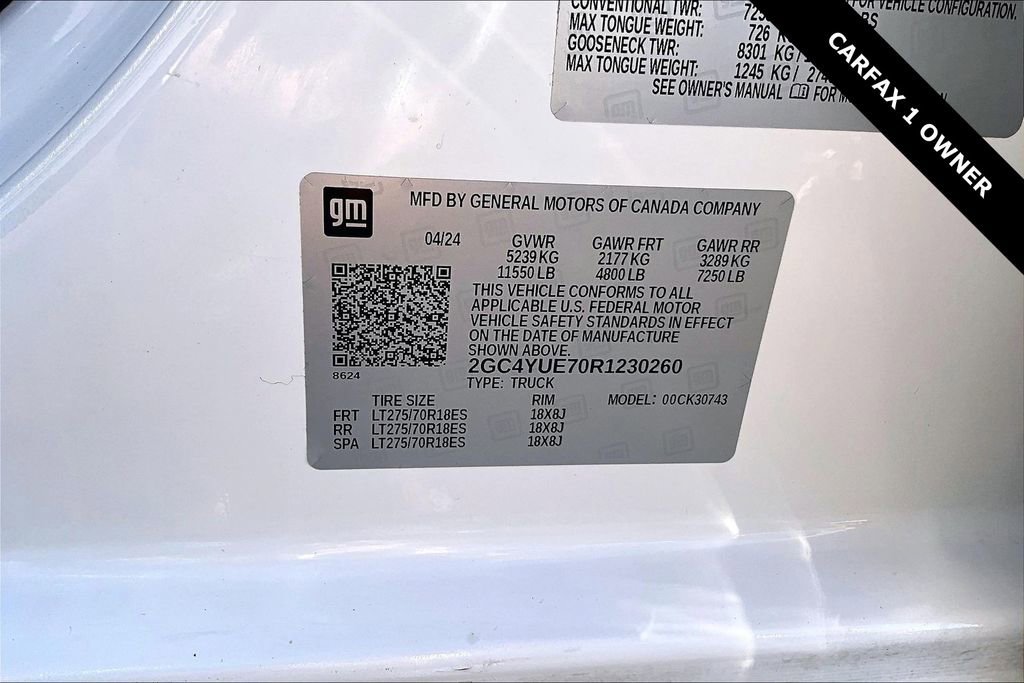 CONVENTIONAL TWR:
FOR VEHICLE CONFIGURATION.
MAX TONGUE WEIGHT: 726
GOOSENECK TWR: 8301 KG/
MAX TONGUE WEIGHT: 1245 KG/
SEE OWNER'S MANUAL FOR
CARFAX 1 OWNER
gm
MFD BY GENERAL MOTORS OF CANADA COMPANY
04/24 GVWR GAWR FRT GAWR RR
5239 KG 2177 KG 3289 KG
11550 LB 4800 LB 7250 LB
THIS VEHICLE CONFORMS TO ALL
APPLICABLE U.S. FEDERAL MOTOR
VEHICLE SAFETY STANDARDS IN EFFECT
ON THE DATE OF MANUFACTURE
SHOWN ABOVE.
2GC4YUE70R1230260
8624
TYPE: TRUCK
TIRE SIZE RIM MODEL: 00CK30743
FRT LT275/70R18ES 18X8J
RR LT275/70R18ES 18X8J
SPA LT275/70R18ES 18X8J